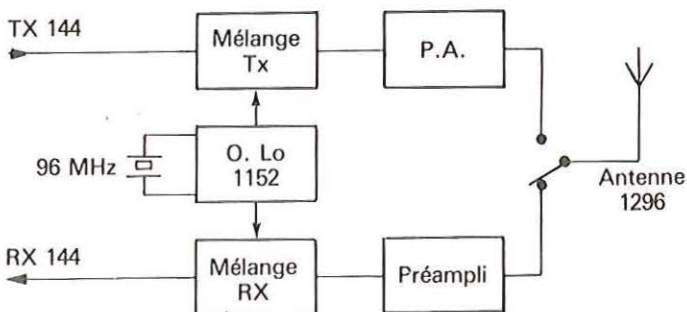 TX 144
Mélange
Tx
P.A.
96 MHz
O. Lo
1152
Antenne
1296
RX 144
Mélange
RX
Préampli